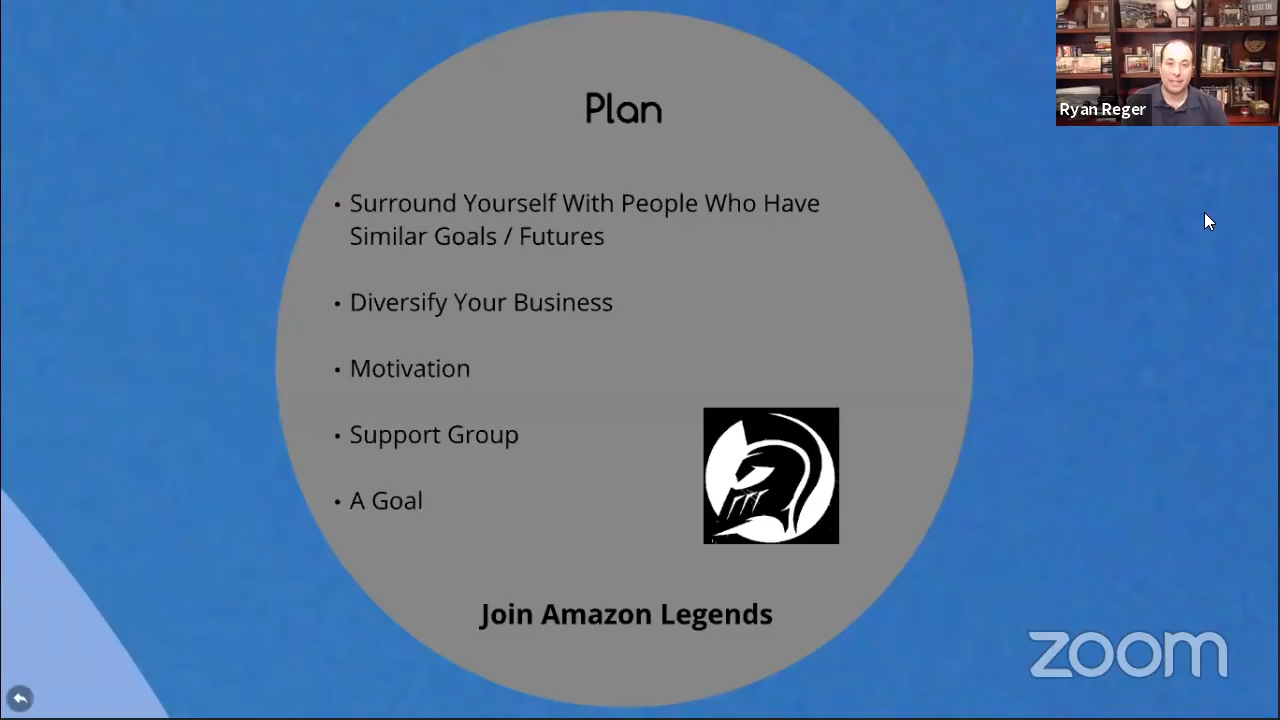 Plan
• Surround Yourself With People Who Have
Similar Goals / Futures
• Diversify Your Business
• Motivation
• Support Group
• A Goal
Join Amazon Legends
Ryan Reger
zoom